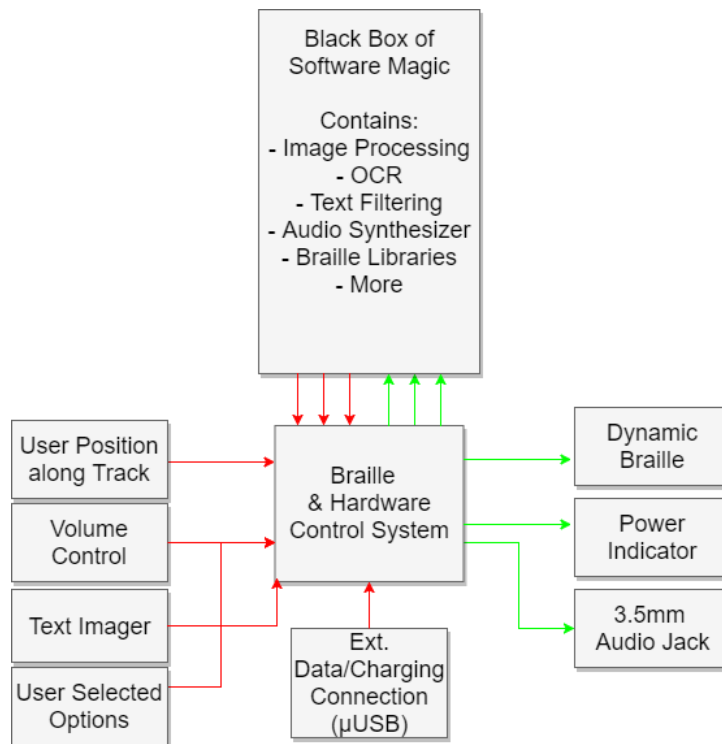 Black Box of
Software Magic
Contains:
- Image Processing
- OCR
- Text Filtering
- Audio Synthesizer
- Braille Libraries
- More
User Position
along Track
Volume
Control
Text Imager
User Selected
Options
Braille
& Hardware
Control System
Ext.
Data/Charging
Connection
(µUSB)
Dynamic
Braille
Power
Indicator
3.5mm
Audio Jack